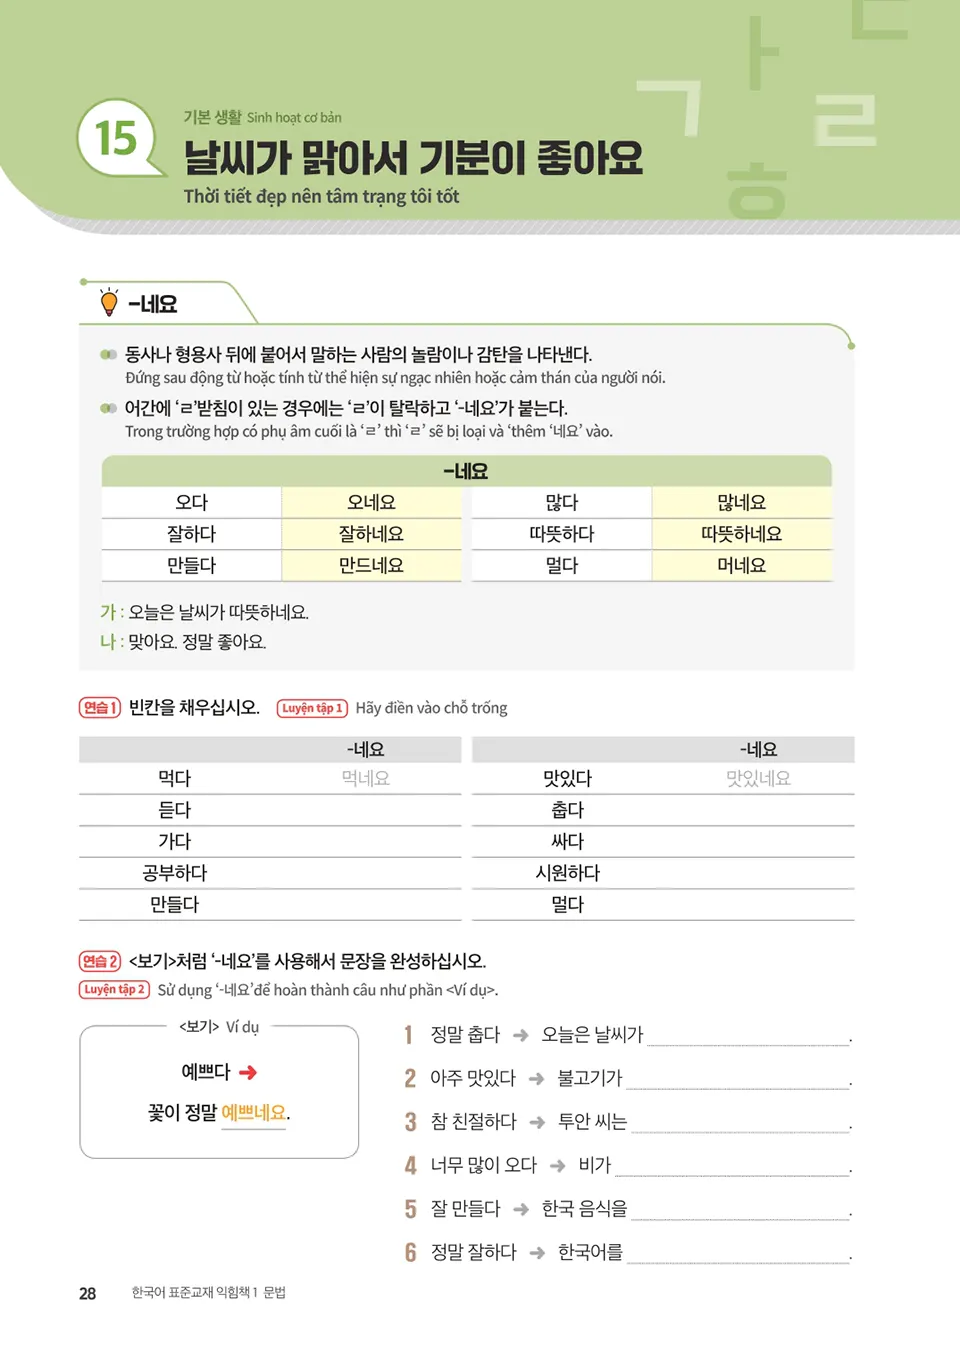 15
기본 생활 Sinh hoạt cơ bản
날씨가 맑아서 기분이 좋아요
Thời tiết đẹp nên tâm trạng tôi tốt
ㄱ ㅏ ㄷ ㄹ ㅎ
-네요
동사나 형용사 뒤에 붙어서 말하는 사람의 놀람이나 감탄을 나타낸다.
Đứng sau động từ hoặc tính từ thể hiện sự ngạc nhiên hoặc cảm thán của người nói.
어간에 ‘ㄹ’받침이 있는 경우에는 ‘ㄹ’이 탈락하고 ‘-네요’가 붙는다.
Trong trường hợp có phụ âm cuối là ‘ㄹ’ thì ‘ㄹ’ sẽ bị loại và ‘thêm ‘네요’ vào.
-네요
오다 오네요 많다 많네요
잘하다 잘하네요 따뜻하다 따뜻하네요
만들다 만드네요 멀다 머네요
가 : 오늘은 날씨가 따뜻하네요.
나 : 맞아요. 정말 좋아요.
연습 1 빈칸을 채우십시오. Luyện tập 1 Hãy điền vào chỗ trống
-네요 -네요
먹다 먹네요 맛있다 맛있네요
듣다 춥다
가다 싸다
공부하다 시원하다
만들다 멀다
연습 2 <보기>처럼 ‘-네요’를 사용해서 문장을 완성하십시오.
Luyện tập 2 Sử dụng ‘-네요’để hoàn thành câu như phần <Ví dụ>.
<보기> Ví dụ
예쁘다 ➜
꽃이 정말 예쁘네요.
1 정말 춥다 ➜ 오늘은 날씨가 .
2 아주 맛있다 ➜ 불고기가 .
3 참 친절하다 ➜ 투안 씨는 .
4 너무 많이 오다 ➜ 비가 .
5 잘 만들다 ➜ 한국 음식을 .
6 정말 잘하다 ➜ 한국어를 .
28 한국어 표준교재 익힘책 1 문법